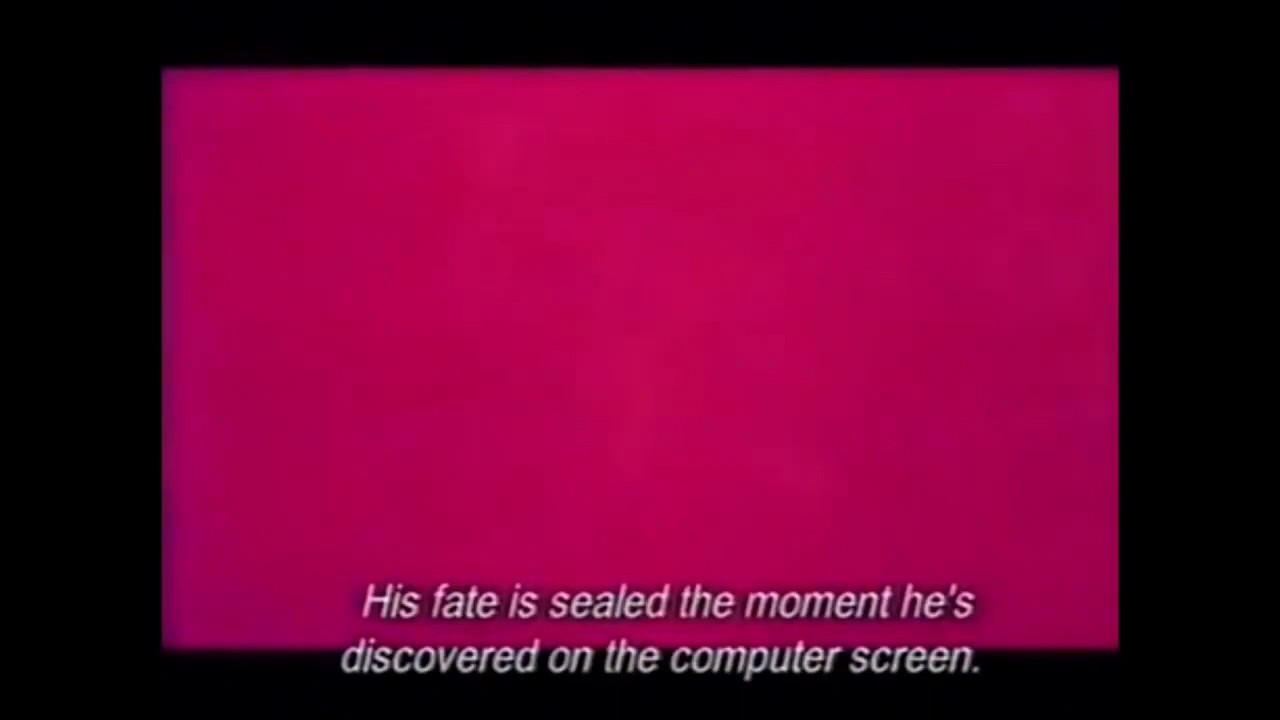 His fate is sealed the moment he's
discovered on the computer screen.